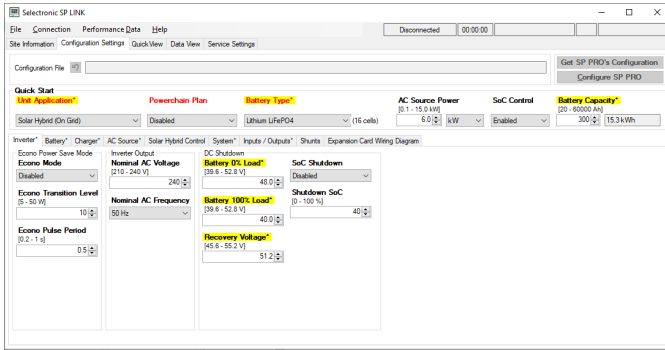 Selectronic SP LINK
File Connection Performance Data Help Disconnected 00:00:00
Site Information Configuration Settings QuickView Data View Service Settings
Configuration File Get SP PRO's Configuration
Configure SP PRO
Quick Start
Unit Application* Powerchain Plan Battery Type* AC Source Power SoC Control Battery Capacity*
[0.1 - 15.0 kW] [20 - 60000 Ah]
Solar Hybrid (On Grid) Disabled Lithium LiFePO4 (16 cells) 6.0 kW Enabled 300 15.3 kWh
Inverter* Battery* Charger* AC Source* Solar Hybrid Control System* Inputs / Outputs* Shunts Expansion Card Wiring Diagram
Econo Power Save Mode Inverter Output DC Shutdown
Econo Mode Nominal AC Voltage Battery 0% Load* SoC Shutdown
[210 - 240 V] [39.6 - 52.8 V]
Disabled 240 48.0 Disabled
Econo Transition Level Nominal AC Frequency Battery 100% Load* Shutdown SoC
[5 - 50 W] [39.6 - 52.8 V] [0 - 100 %]
10 50 Hz 40.0 40
Econo Pulse Period Recovery Voltage*
[0.2 - 1 s] [45.6 - 55.2 V]
0.5 51.2